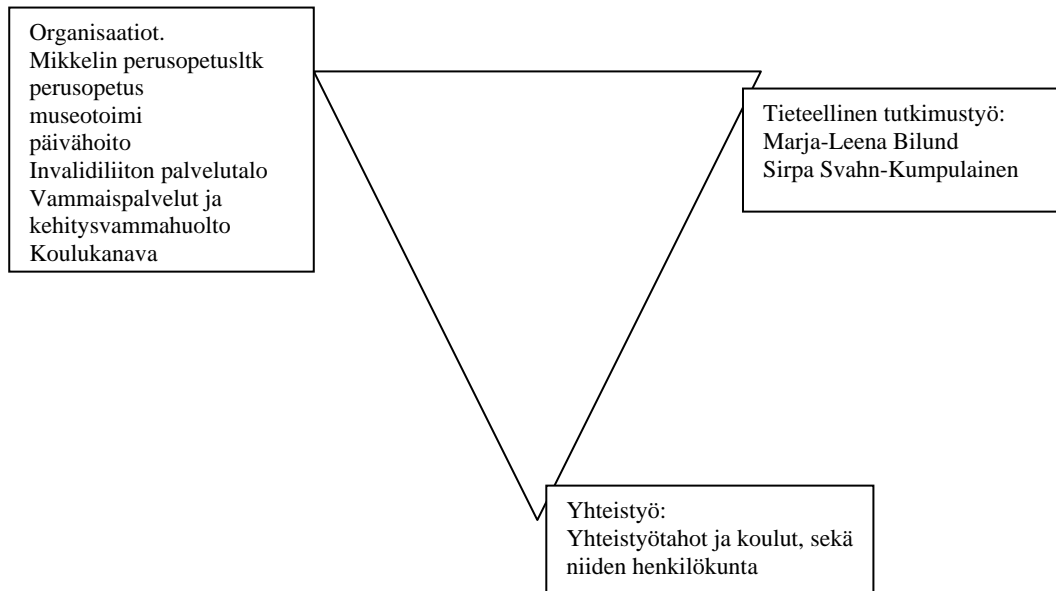 Organisaatiot.
Mikkelin perusopetusltk
perusopetus
museotoimi
päivähoito
Invalidiliiton palvelutalo
Vammaispalvelut ja
kehitysvammahuolto
Koulukanava
Tieteellinen tutkimustyö:
Marja-Leena Bilund
Sirpa Svahn-Kumpulainen
Yhteistyö:
Yhteistyötahot ja koulut, sekä
niiden henkilökunta